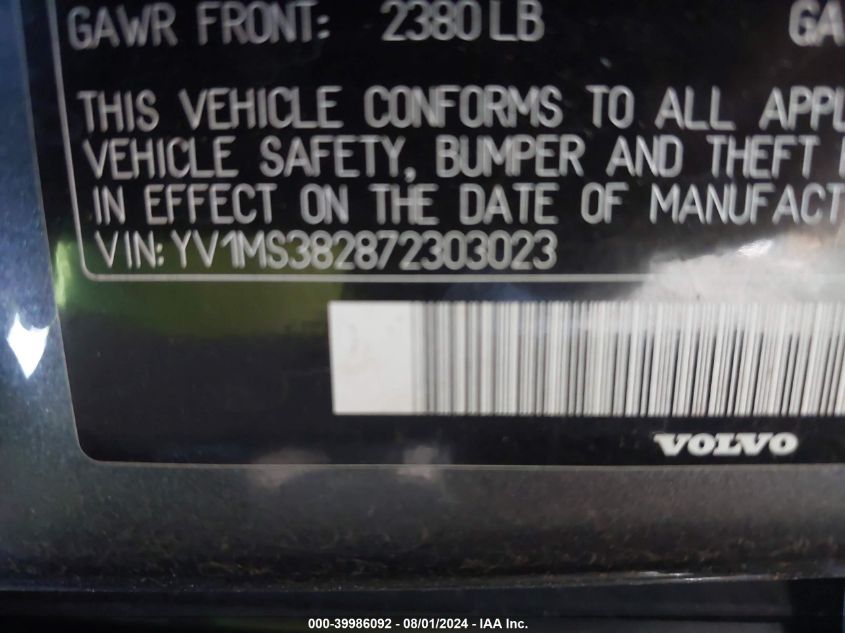 GAWR FRONT: 2380 LB GA
THIS VEHICLE CONFORMS TO ALL APPL
VEHICLE SAFETY, BUMPER AND THEFT
IN EFFECT ON THE DATE OF MANUFACT
VIN: YV1MS382872303023
VOLVO
000-39986092 - 08/01/2024 - IAA Inc.